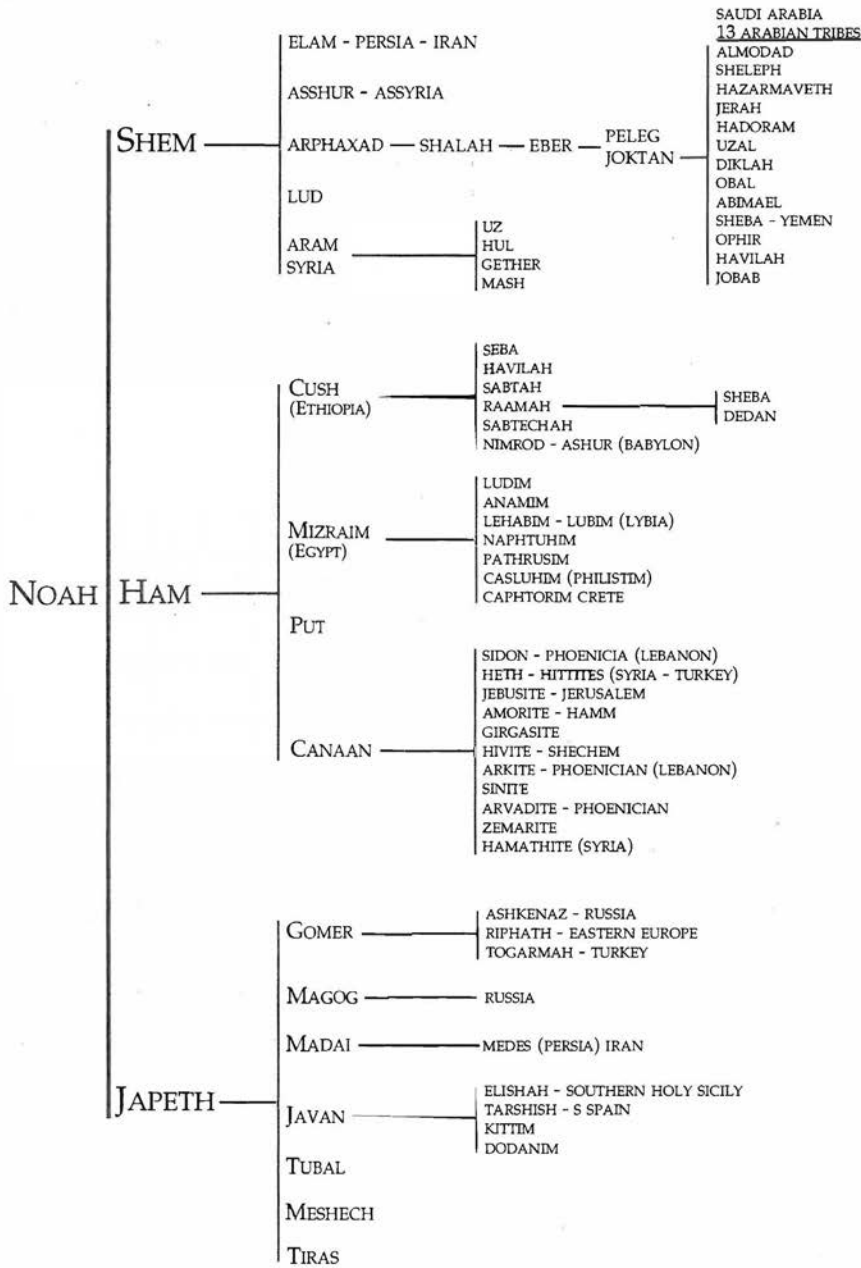 SAUDI ARABIA
13 ARABIAN TRIBES
ELAM - PERSIA - IRAN
ASSHUR - ASSYRIA
SHEM
ARPHAXAD
SHALAH
EBER
PELEG
JOKTAN
ALMODAD
SHELEPH
HAZARMAVETH
JERAH
HADORAM
UZAL
DIKLAH
OBAL
ABIMAEL
SHEBA - YEMEN
OPHIR
HAVILAH
JOBAB
LUD
ARAM
SYRIA
UZ
HUL
GETHER
MASH
NOAH
HAM
CUSH
(ETHIOPIA)
SEBA
HAVILAH
SABTAH
RAAMAH
SABTECHAH
NIMROD - ASHUR (BABYLON)
SHEBA
DEDAN
MIZRAIM
(EGYPT)
LUDIM
ANAMIM
LEHABIM - LUBIM (LYBIA)
NAPHTUHIM
PATHRUSIM
CASLUHIM (PHILISTIM)
CAPHTORIM CRETE
PUT
CANAAN
SIDON - PHOENICIA (LEBANON)
HETH - HITTITES (SYRIA - TURKEY)
JEBUSITE - JERUSALEM
AMORITE - HAMM
GIRGASITE
HIVITE - SHECHEM
ARKITE - PHOENICIAN (LEBANON)
SINITE
ARVADITE - PHOENICIAN
ZEMARITE
HAMATHITE (SYRIA)
JAPETH
GOMER
ASHKENAZ - RUSSIA
RIPHATH - EASTERN EUROPE
TOGARMAH - TURKEY
MAGOG
RUSSIA
MADAI
MEDES (PERSIA) IRAN
JAVAN
ELISHAH - SOUTHERN HOLY SICILY
TARSHISH - S SPAIN
KITTIM
DODANIM
TUBAL
MESHECH
TIRAS